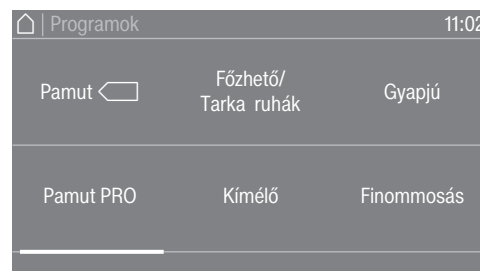 Programok 11:02
Pamut
Főzhető/
Tarka ruhák
Gyapjú
Pamut PRO
Kímélő
Finommosás